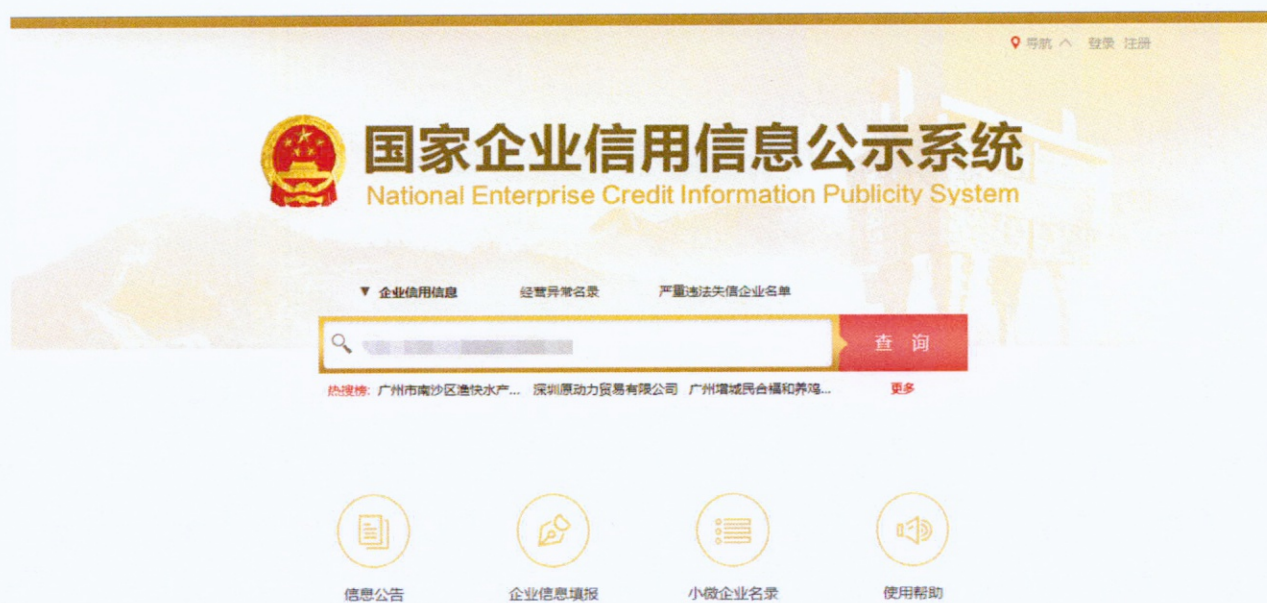 导航 へ 登录 注册
国家企业信用信息公示系统
National Enterprise Credit Information Publicity System
▼ 企业信用信息 经营异常名录 严重违法失信企业名单
查 询
热搜榜: 广州市南沙区渔快水产... 深圳原动力贸易有限公司 广州增城民合福和养鸡... 更多
信息公告 企业信息填报 小微企业名录 使用帮助